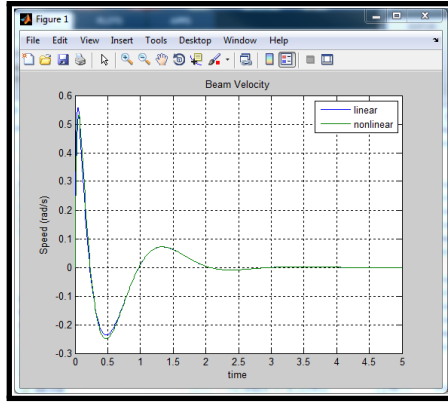 Figure 1
File Edit View Insert Tools Desktop Window Help
Beam Velocity
linear
nonlinear
Speed (rad/s)
0.6
0.5
0.4
0.3
0.2
0.1
0
-0.1
-0.2
-0.3
0 0.5 1 1.5 2 2.5 3 3.5 4 4.5 5
time